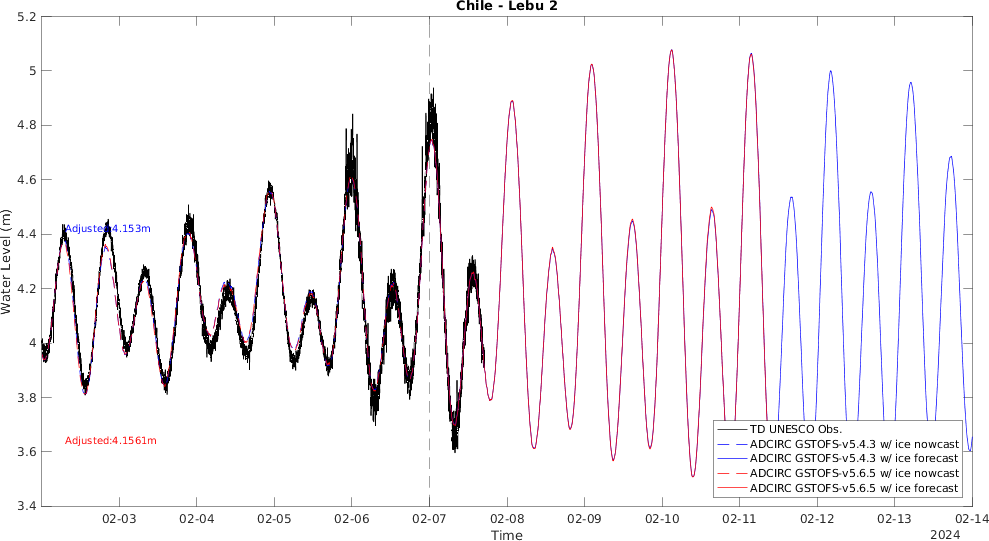 Chile - Lebu 2
5.2
5
4.8
4.6
4.4
4.2
4
3.8
3.6
3.4
Water Level (m)
Adjusted:4.153m
Adjusted:4.1561m
TD UNESCO Obs.
ADCIRC GSTOFS-v5.4.3 w/ ice nowcast
ADCIRC GSTOFS-v5.4.3 w/ ice forecast
ADCIRC GSTOFS-v5.6.5 w/ ice nowcast
ADCIRC GSTOFS-v5.6.5 w/ ice forecast
02-03 02-04 02-05 02-06 02-07 02-08 02-09 02-10 02-11 02-12 02-13 02-14
Time
2024